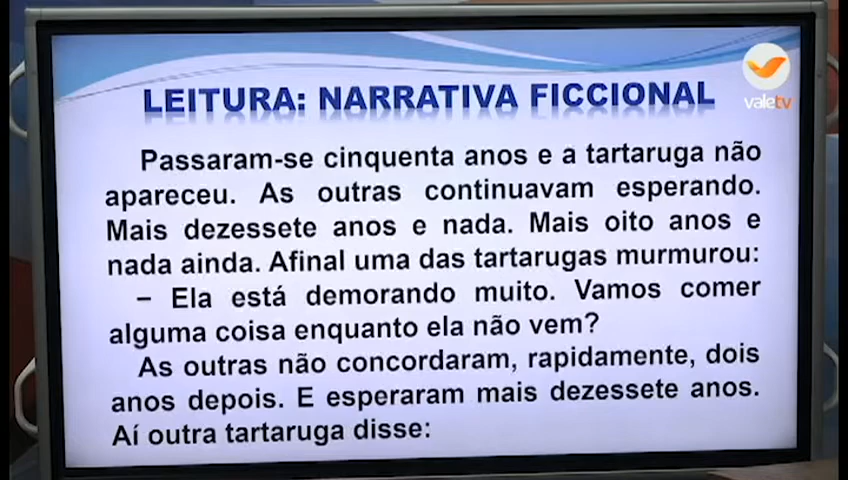 valetv
LEITURA: NARRATIVA FICCIONAL
Passaram-se cinquenta anos e a tartaruga não
apareceu. As outras continuavam esperando.
Mais dezessete anos e nada. Mais oito anos e
nada ainda. Afinal uma das tartarugas murmurou:
– Ela está demorando muito. Vamos comer
alguma coisa enquanto ela não vem?
As outras não concordaram, rapidamente, dois
anos depois. E esperaram mais dezessete anos.
Aí outra tartaruga disse: